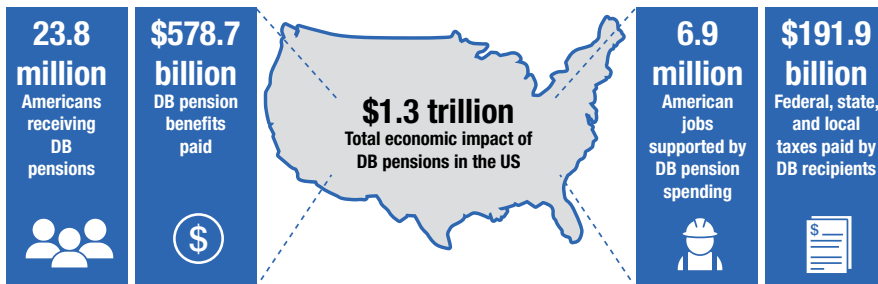 23.8
million
Americans
receiving
DB
pensions
$578.7
billion
DB pension
benefits
paid
$
$1.3 trillion
Total economic impact of
DB pensions in the US
6.9
million
American
jobs
supported by
DB pension
spending
$191.9
billion
Federal, state,
and local
taxes paid by
DB recipients
$